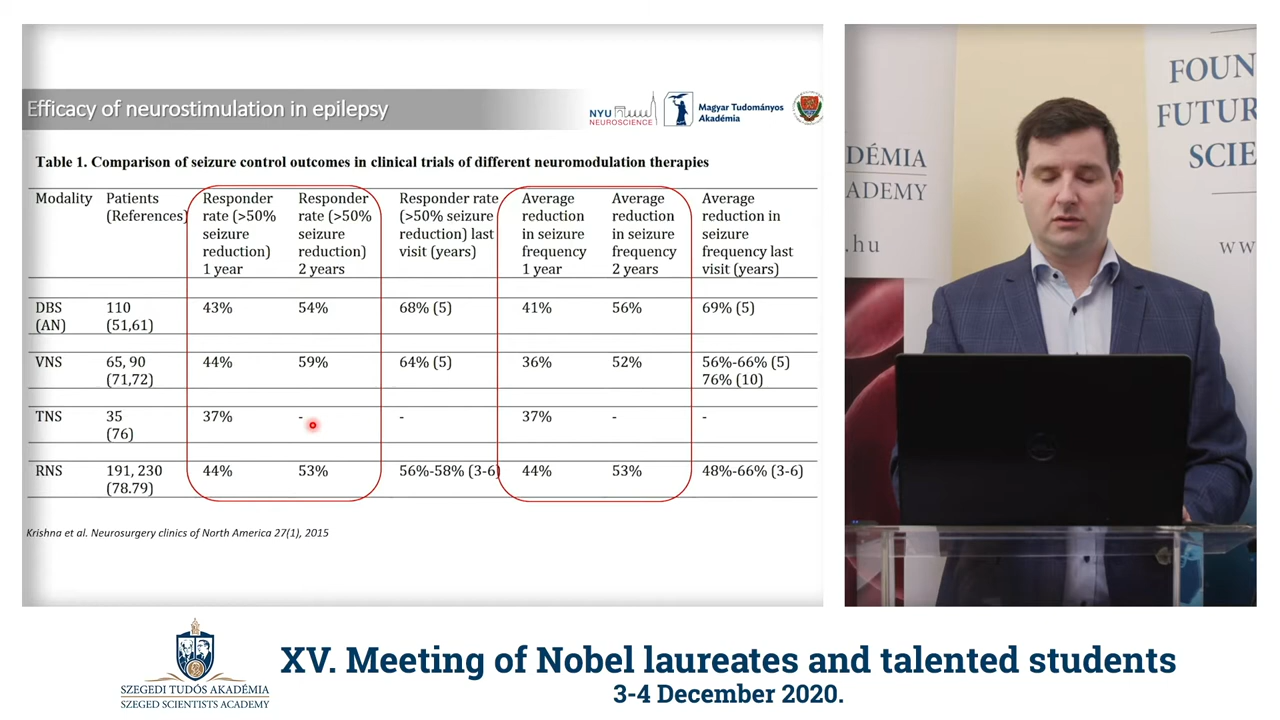 Efficacy of neurostimulation in epilepsy
NYU
NEUROSCIENCE
Magyar Tudományos
Akadémia
Table 1. Comparison of seizure control outcomes in clinical trials of different neuromodulation therapies
Modality
Patients
(References)
Responder
rate (>50%
seizure
reduction)
1 year
Responder
rate (>50%
seizure
reduction)
2 years
Responder rate
(>50% seizure
reduction) last
visit (years)
Average
reduction
in seizure
frequency
1 year
Average
reduction
in seizure
frequency
2 years
Average
reduction in
seizure
frequency last
visit (years)
DBS
(AN)
110
(51,61)
43%
54%
68% (5)
41%
56%
69% (5)
VNS
65, 90
(71,72)
44%
59%
64% (5)
36%
52%
56%-66% (5)
76% (10)
TNS
35
(76)
37%
-
-
37%
-
-
RNS
191, 230
(78.79)
44%
53%
56%-58% (3-6)
44%
53%
48%-66% (3-6)
Krishna et al. Neurosurgery clinics of North America 27(1), 2015
DÉMIA
ADEMY
.hu
FOUN
FUTUR
SCIE
ww
SZEGEDI TUDÓS AKADÉMIA
SZEGED SCIENTISTS ACADEMY
XV. Meeting of Nobel laureates and talented students
3-4 December 2020.